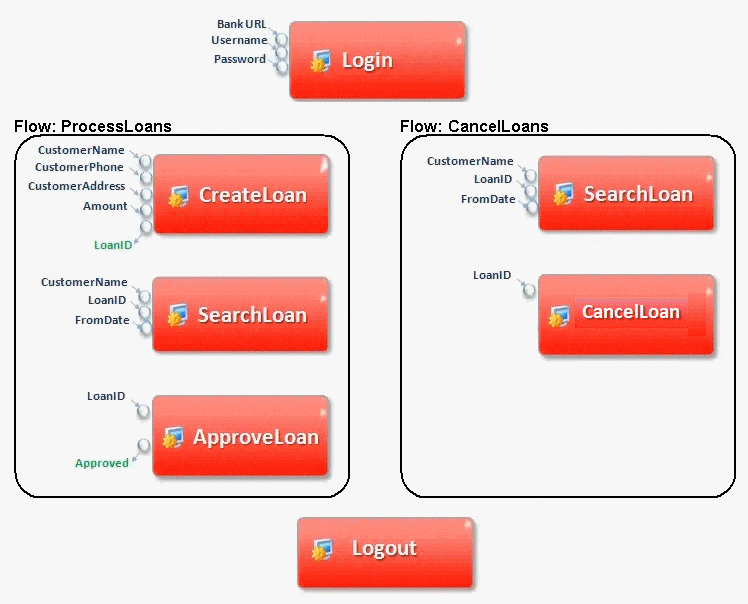 Bank URL
Username
Password
Login
Flow: ProcessLoans
CustomerName
CustomerPhone
CustomerAddress
Amount
LoanID
CreateLoan
CustomerName
LoanID
FromDate
SearchLoan
LoanID
Approved
ApproveLoan
Flow: CancelLoans
CustomerName
LoanID
FromDate
SearchLoan
LoanID
CancelLoan
Logout